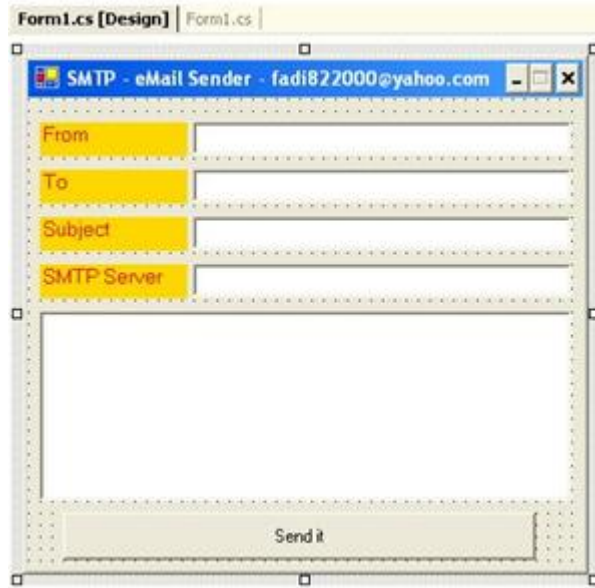 Form1.cs [Design] Form1.cs
SMTP - eMail Sender - fadi822000@yahoo.com
From
To
Subject
SMTP Server
Send it